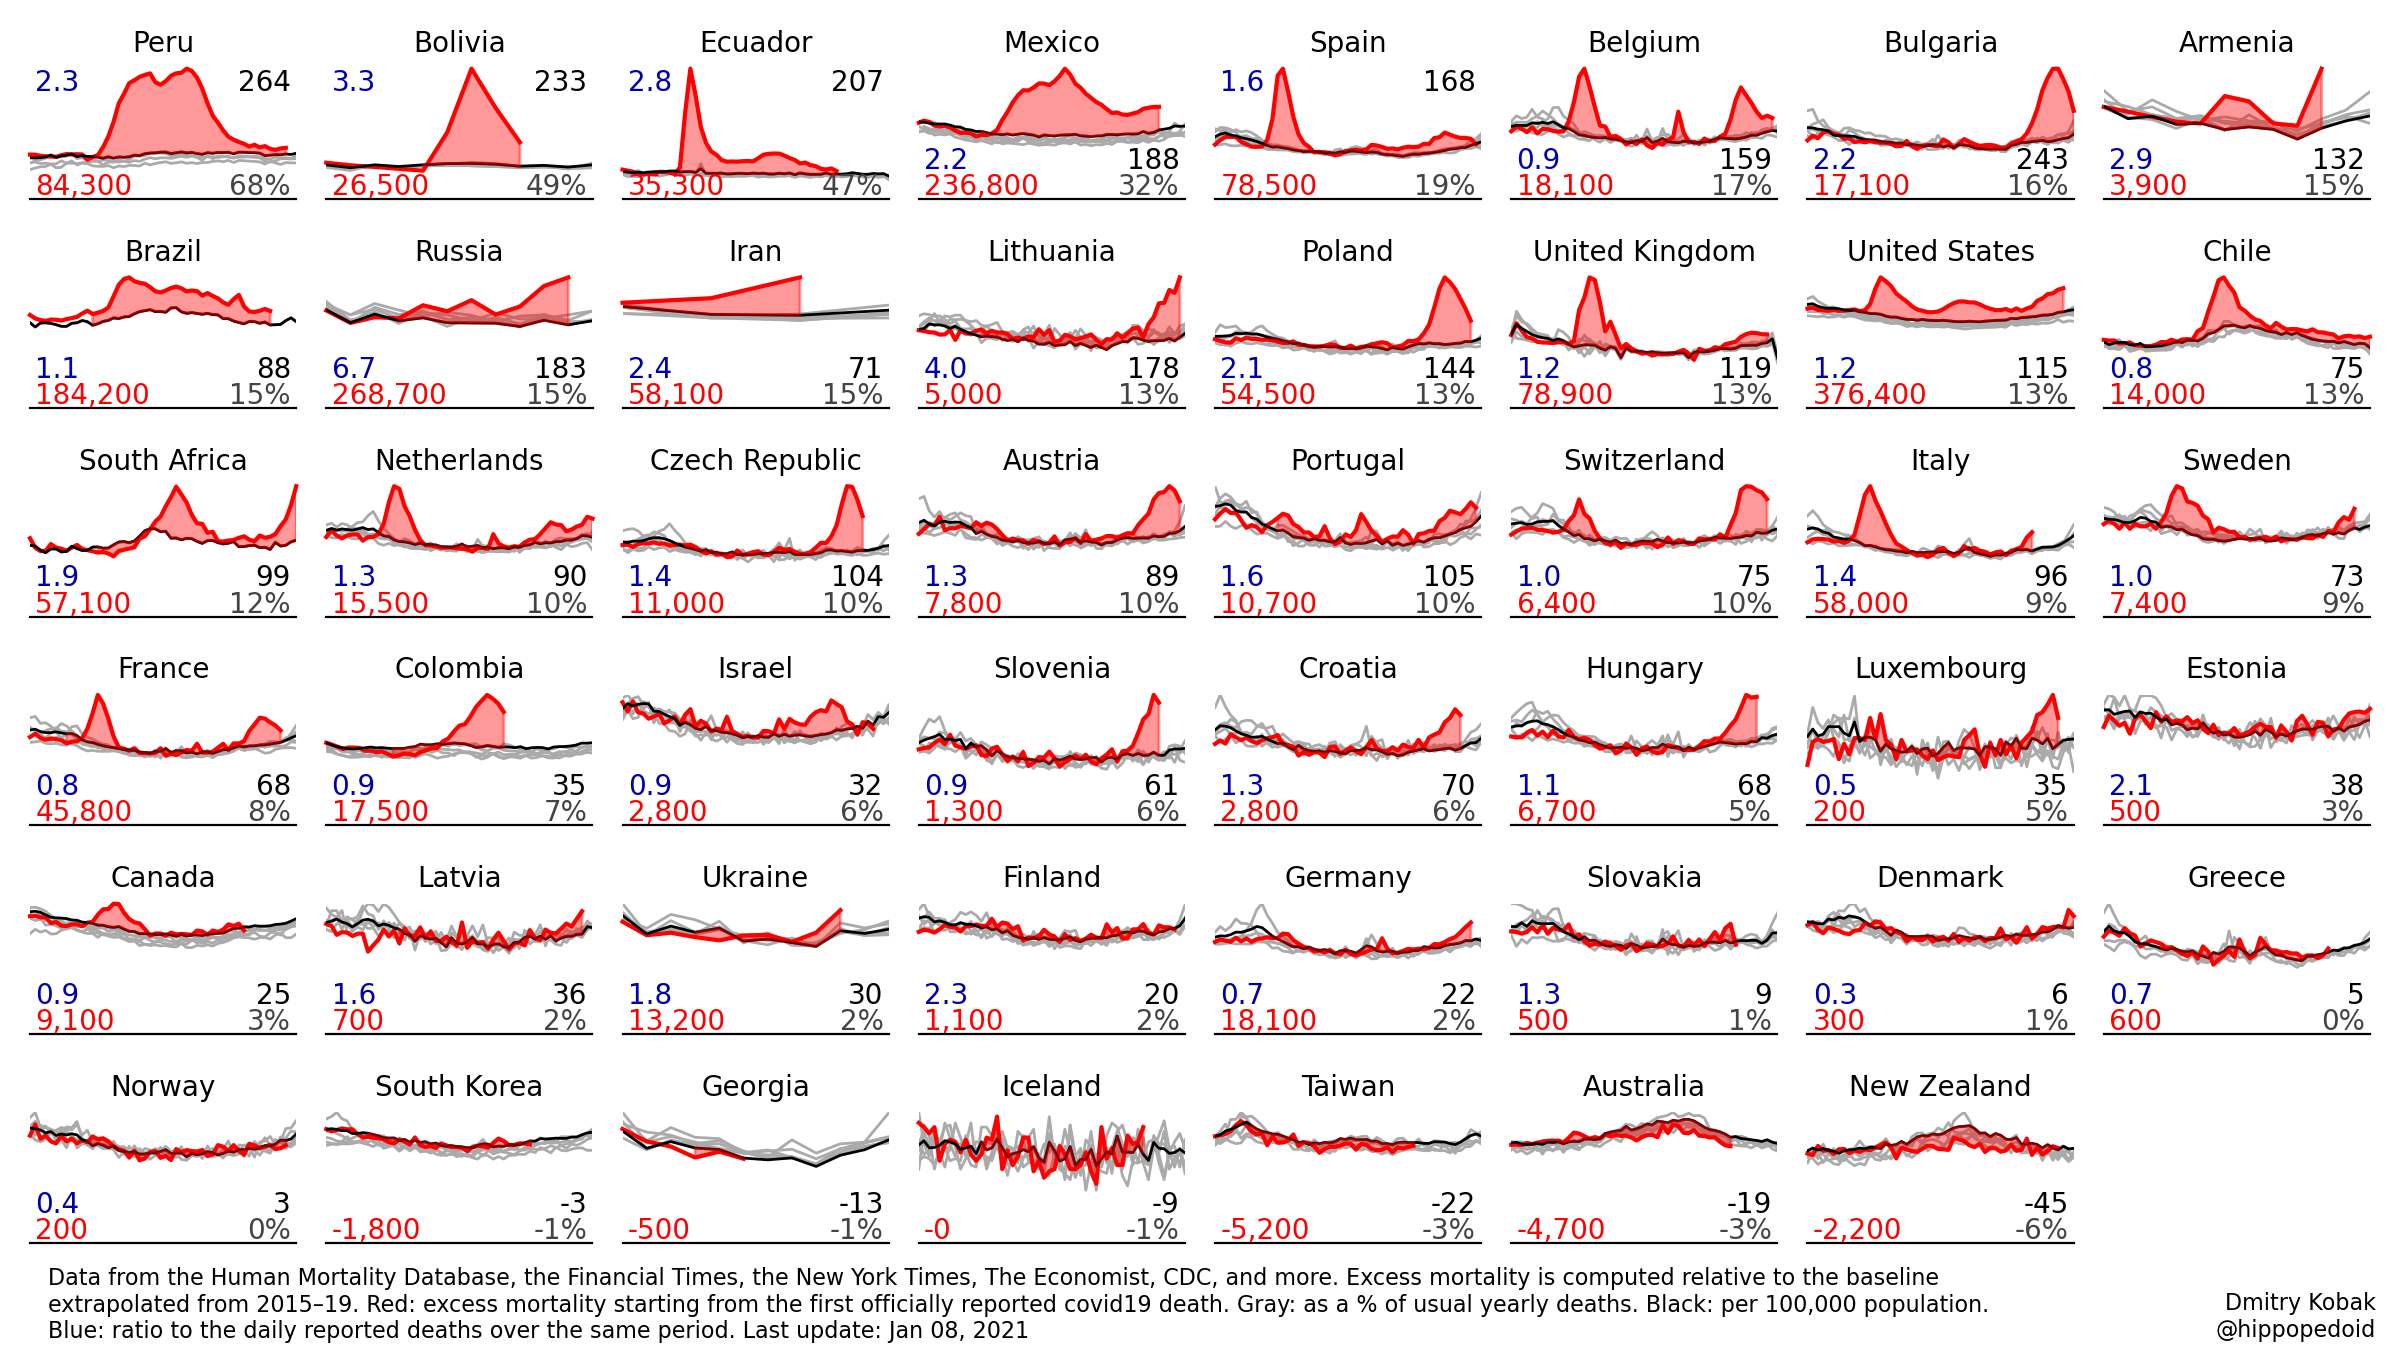 Peru Bolivia Ecuador Mexico Spain Belgium Bulgaria Armenia
2.3 264 3.3 233 2.8 207 1.6 168
2.2 188 0.9 159 2.2 243 2.9 132
84,300 68% 26,500 49% 35,300 47% 236,800 32% 78,500 19% 18,100 17% 17,100 16% 3,900 15%
Brazil Russia Iran Lithuania Poland United Kingdom United States Chile
1.1 88 6.7 183 2.4 71 4.0 178 2.1 144 1.2 119 1.2 115 0.8 75
184,200 15% 268,700 15% 58,100 15% 5,000 13% 54,500 13% 78,900 13% 376,400 13% 14,000 13%
South Africa Netherlands Czech Republic Austria Portugal Switzerland Italy Sweden
1.9 99 1.3 90 1.4 104 1.3 89 1.6 105 1.0 75 1.4 96 1.0 73
57,100 12% 15,500 10% 11,000 10% 7,800 10% 10,700 10% 6,400 10% 58,000 9% 7,400 9%
France Colombia Israel Slovenia Croatia Hungary Luxembourg Estonia
0.8 68 0.9 35 0.9 32 0.9 61 1.3 70 1.1 68 0.5 35 2.1 38
45,800 8% 17,500 7% 2,800 6% 1,300 6% 2,800 6% 6,700 5% 200 5% 500 3%
Canada Latvia Ukraine Finland Germany Slovakia Denmark Greece
0.9 25 1.6 36 1.8 30 2.3 20 0.7 22 1.3 9 0.3 6 0.7 5
9,100 3% 700 2% 13,200 2% 1,100 2% 18,100 2% 500 1% 300 1% 600 0%
Norway South Korea Georgia Iceland Taiwan Australia New Zealand
0.4 3 -3 -13 -9 -22 -19 -45
200 0% -1,800 -1% -500 -1% -0 -1% -5,200 -3% -4,700 -3% -2,200 -6%
Data from the Human Mortality Database, the Financial Times, the New York Times, The Economist, CDC, and more. Excess mortality is computed relative to the baseline
extrapolated from 2015–19. Red: excess mortality starting from the first officially reported covid19 death. Gray: as a % of usual yearly deaths. Black: per 100,000 population.
Blue: ratio to the daily reported deaths over the same period. Last update: Jan 08, 2021
Dmitry Kobak
@hippopedoid